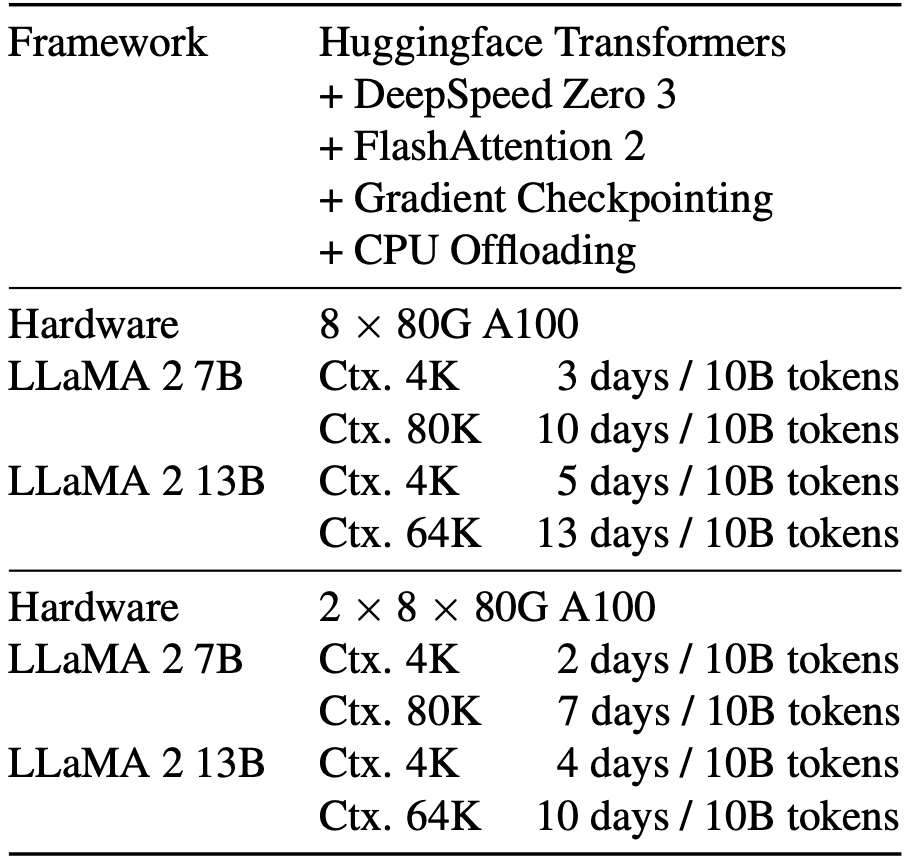 Framework Huggingface Transformers
+ DeepSpeed Zero 3
+ FlashAttention 2
+ Gradient Checkpointing
+ CPU Offloading
Hardware 8 × 80G A100
LLaMA 2 7B Ctx. 4K 3 days / 10B tokens
Ctx. 80K 10 days / 10B tokens
LLaMA 2 13B Ctx. 4K 5 days / 10B tokens
Ctx. 64K 13 days / 10B tokens
Hardware 2 × 8 × 80G A100
LLaMA 2 7B Ctx. 4K 2 days / 10B tokens
Ctx. 80K 7 days / 10B tokens
LLaMA 2 13B Ctx. 4K 4 days / 10B tokens
Ctx. 64K 10 days / 10B tokens